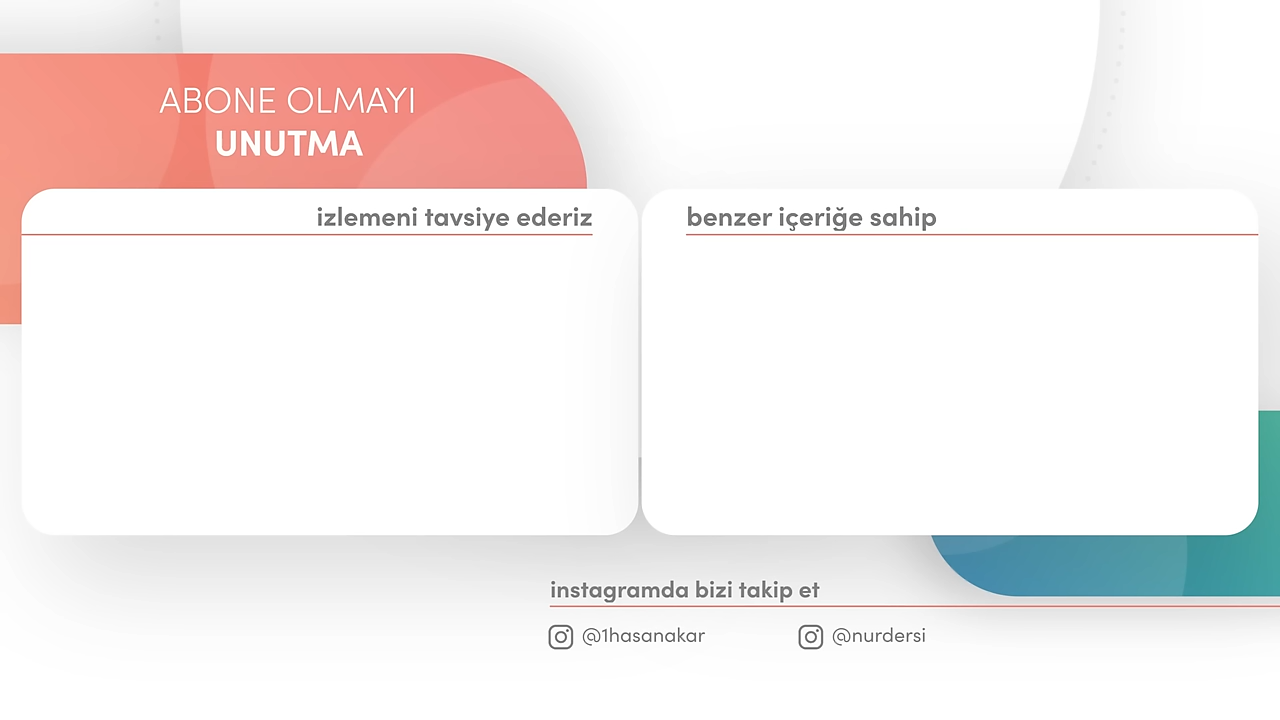 ABONE OLMAYI
UNUTMA
izlemeni tavsiye ederiz
benzer içeriğe sahip
instagramda bizi takip et
@1hasanakar
@nurdersi